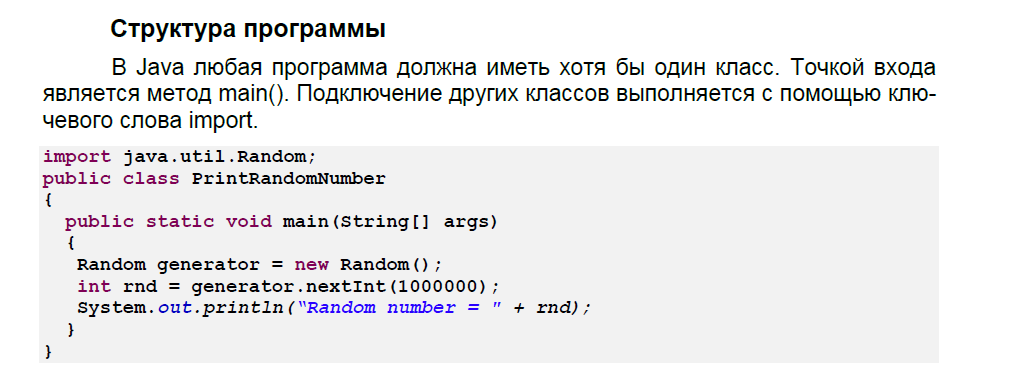 Структура программы
В Java любая программа должна иметь хотя бы один класс. Точкой входа
является метод main(). Подключение других классов выполняется с помощью клю-
чевого слова import.
import java.util.Random;
public class PrintRandomNumber
{
public static void main(String[] args)
{
Random generator = new Random();
int rnd = generator.nextInt(1000000);
System.out.println(“Random number = " + rnd);
}
}